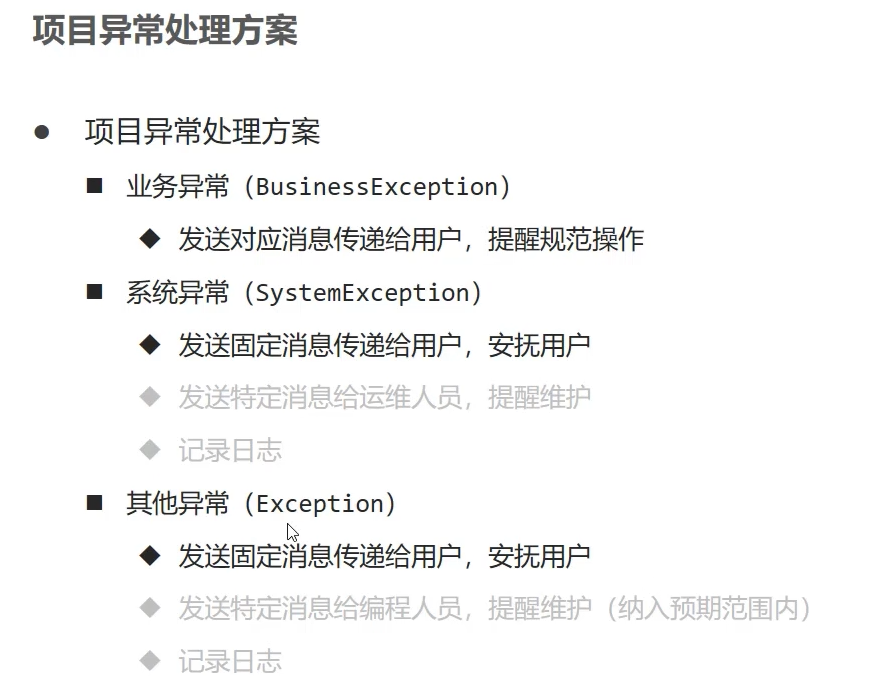 项目异常处理方案
项目异常处理方案
业务异常（BusinessException）
发送对应消息传递给用户，提醒规范操作
系统异常（SystemException）
发送固定消息传递给用户，安抚用户
发送特定消息给运维人员，提醒维护
记录日志
其他异常（Exception）
发送固定消息传递给用户，安抚用户
发送特定消息给编程人员，提醒维护（纳入预期范围内）
记录日志